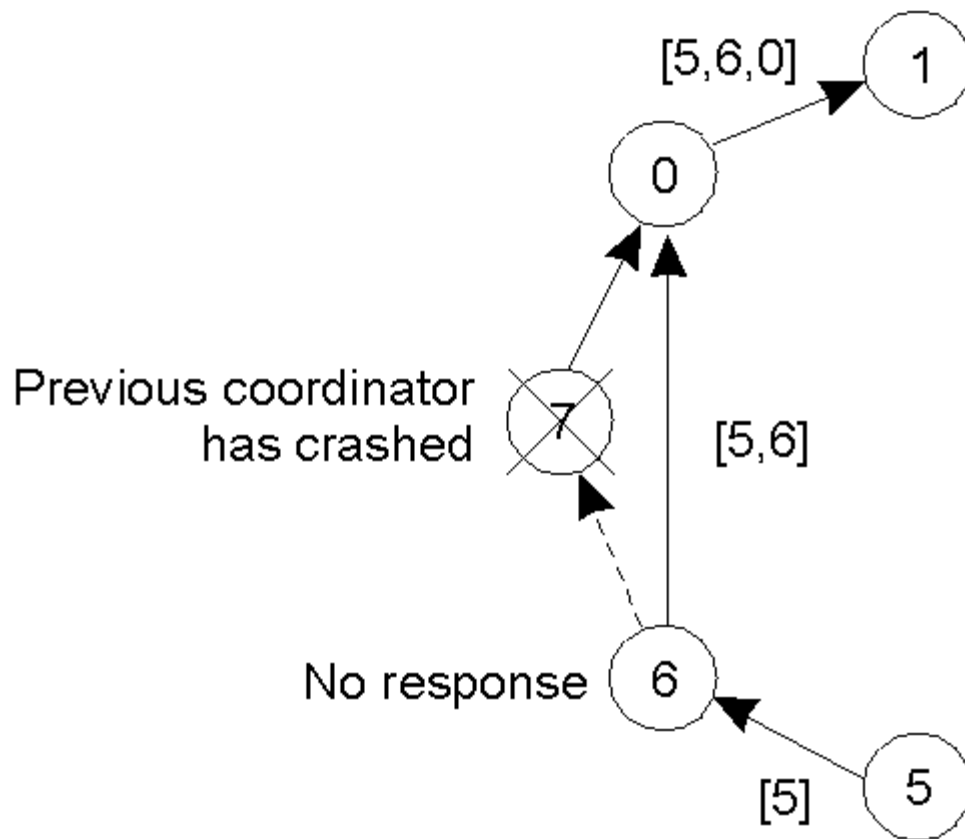 [5,6,0]
1
0
Previous coordinator
has crashed
7
[5,6]
No response
6
[5]
5